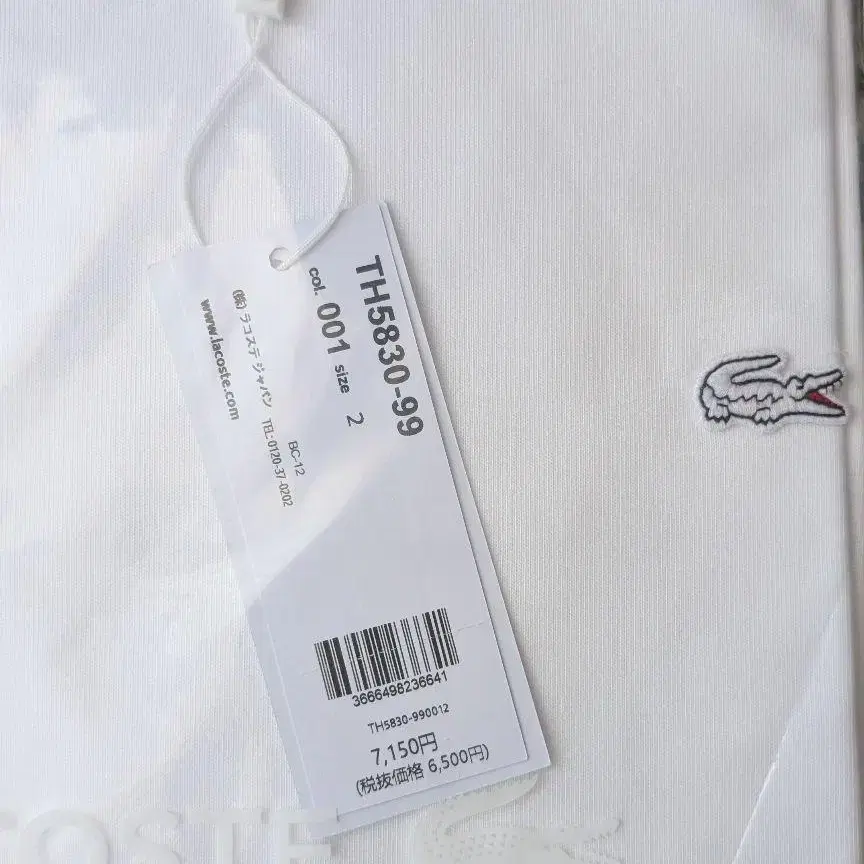 TH5830-99
col. 001 size 2
(株) ラコステ ジャパン TEL:0120-37-0202
BC-12
www.lacoste.com
3666498236641
TH5830-990012
7,150円
(税抜価格 6,500円)
COSTE